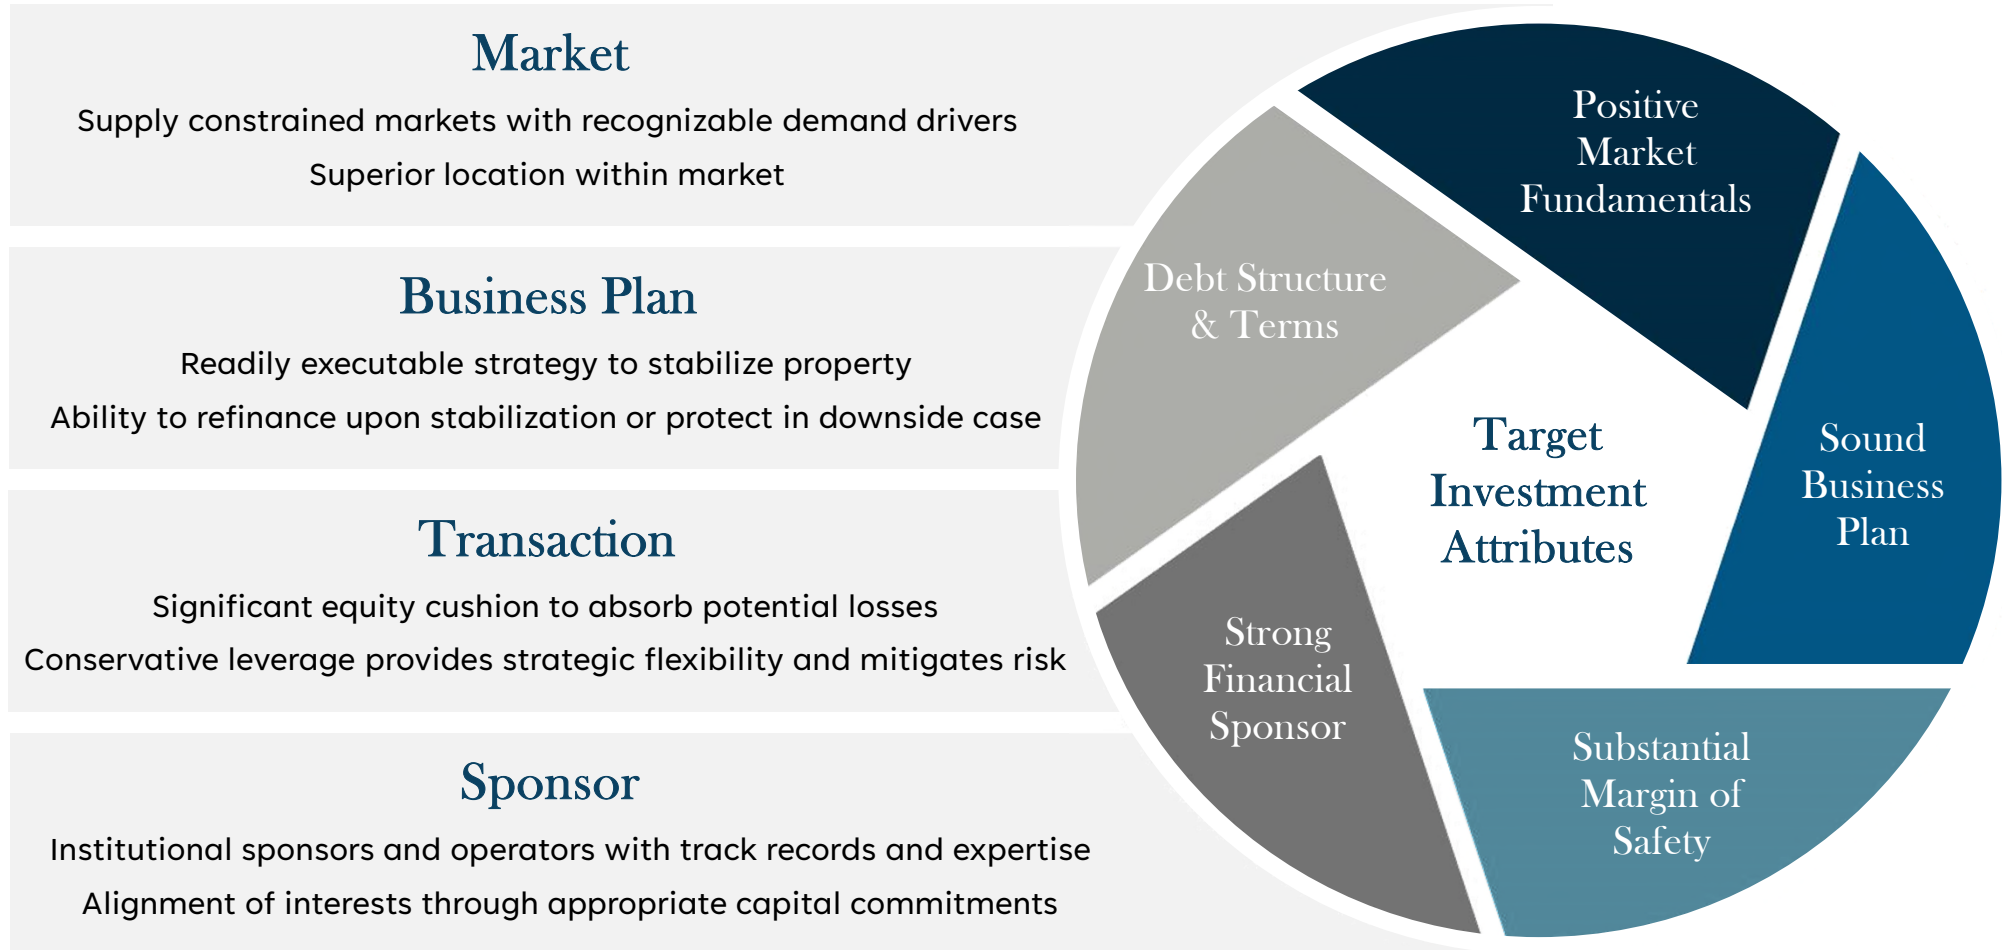 Market
Supply constrained markets with recognizable demand drivers
Superior location within market
Business Plan
Readily executable strategy to stabilize property
Ability to refinance upon stabilization or protect in downside case
Transaction
Significant equity cushion to absorb potential losses
Conservative leverage provides strategic flexibility and mitigates risk
Sponsor
Institutional sponsors and operators with track records and expertise
Alignment of interests through appropriate capital commitments
Positive
Market
Fundamentals
Sound
Business
Plan
Substantial
Margin of
Safety
Strong
Financial
Sponsor
Debt Structure
& Terms
Target
Investment
Attributes